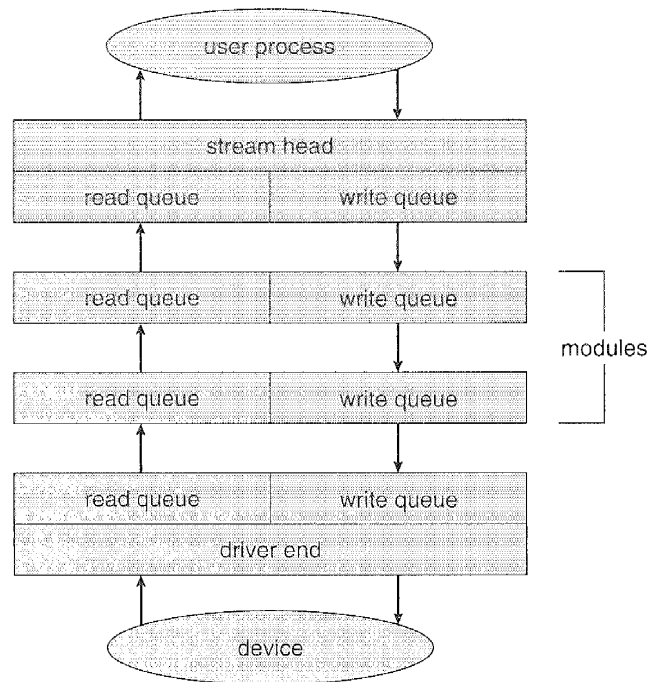 user process
stream head
read queue write queue
read queue write queue
modules
read queue write queue
read queue write queue
driver end
device